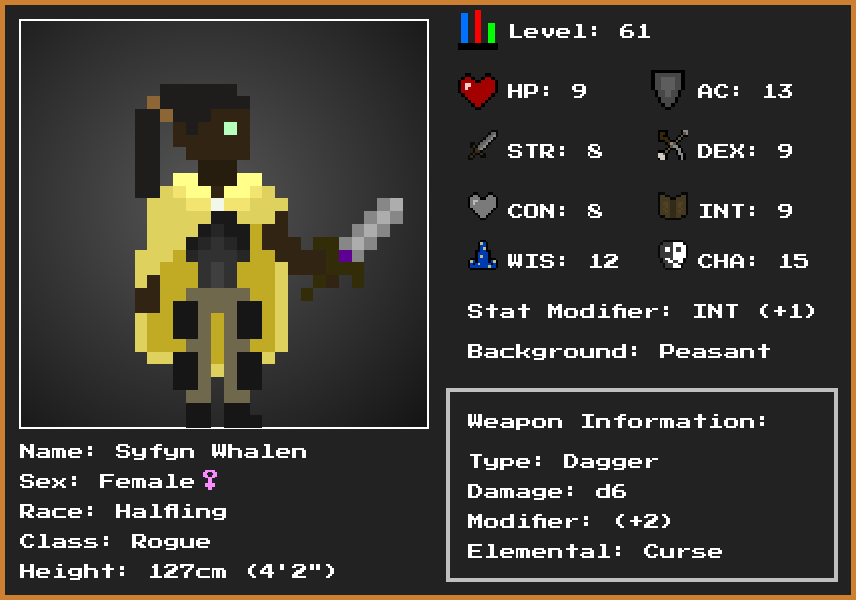 Level: 61
HP: 9
AC: 13
STR: 8
DEX: 9
CON: 8
INT: 9
WIS: 12
CHA: 15
Stat Modifier: INT (+1)
Background: Peasant
Weapon Information:
Type: Dagger
Damage: d6
Modifier: (+2)
Elemental: Curse
Name: Syfyn Whalen
Sex: Female♀
Race: Halfling
Class: Rogue
Height: 127cm (4'2")